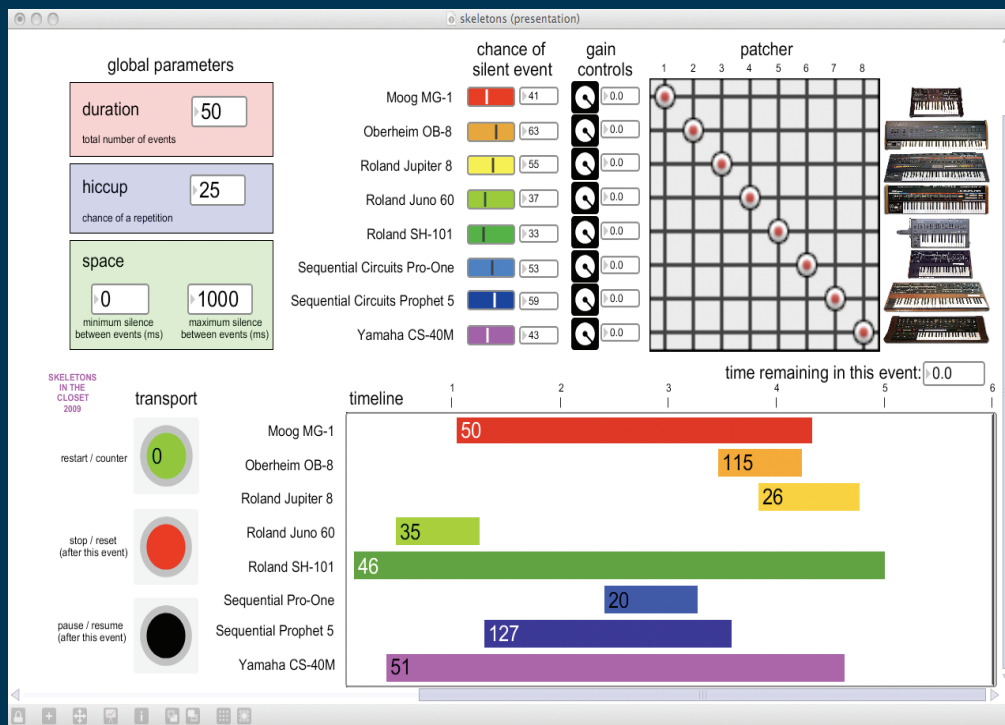 skeletons (presentation)
global parameters
duration
50
total number of events
hiccup
25
chance of a repetition
space
0
1000
minimum silence
between events (ms)
maximum silence
between events (ms)
chance of
silent event
gain
controls
patcher
1 2 3 4 5 6 7 8
Moog MG-1 41 0.0
Oberheim OB-8 63 0.0
Roland Jupiter 8 55 0.0
Roland Juno 60 37 0.0
Roland SH-101 33 0.0
Sequential Circuits Pro-One 53 0.0
Sequential Circuits Prophet 5 59 0.0
Yamaha CS-40M 43 0.0
time remaining in this event: 0.0
SKELETONS
IN THE
CLOSET
2009
transport
restart / counter
0
stop / reset
(after this event)
pause / resume
(after this event)
timeline
1 2 3 4 5 6
Moog MG-1 50
Oberheim OB-8 115
Roland Jupiter 8 26
Roland Juno 60 35
Roland SH-101 46
Sequential Pro-One 20
Sequential Prophet 5 127
Yamaha CS-40M 51